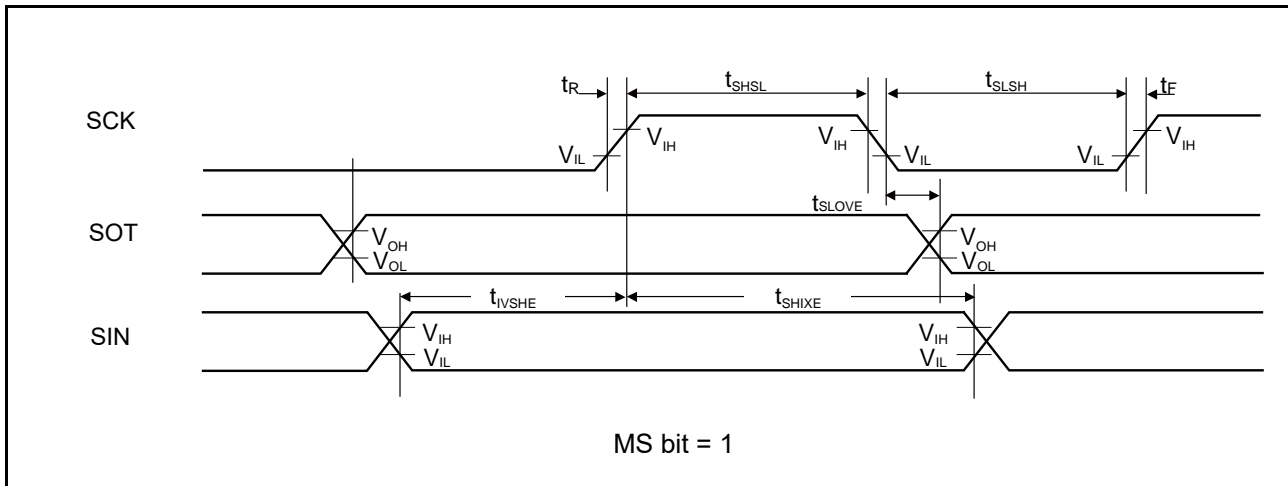 tR tSHSL tSLSH tF
SCK
VIH VIH VIH
VIL VIL VIL
tSLOVE
SOT
VOH VOH
VOL VOL
tIVSHE tSHIXE
SIN
VIH VIH
VIL VIL
MS bit = 1